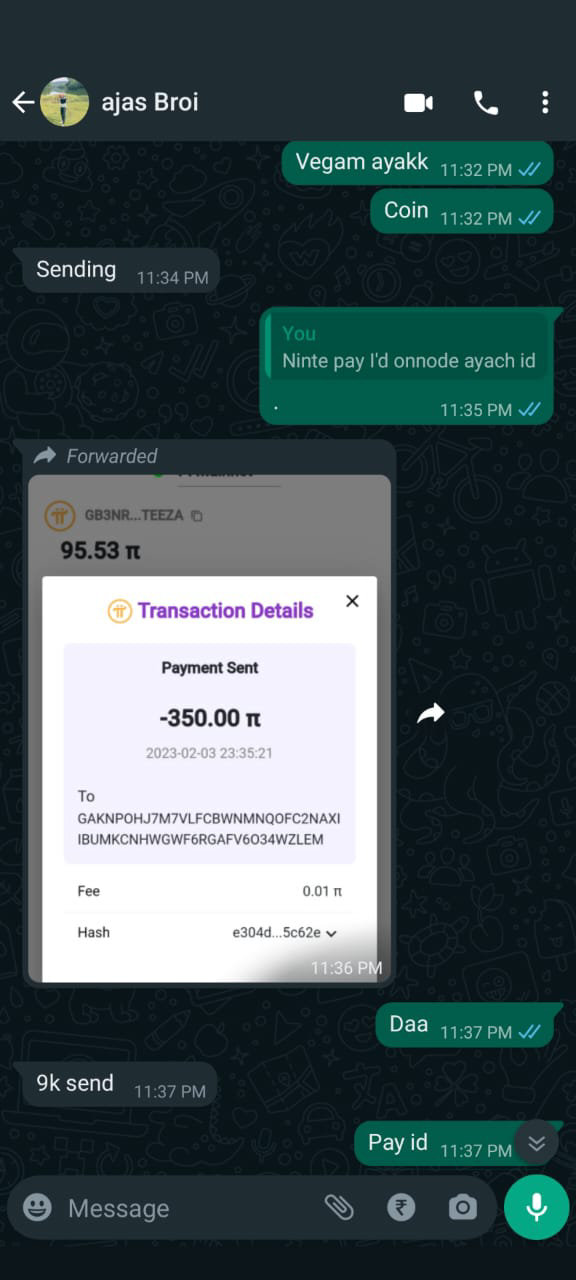 ajas Broi
Vegam ayakk 11:32 PM
Coin 11:32 PM
Sending 11:34 PM
You
Ninte pay I'd onnode ayach id
. 11:35 PM
Forwarded
GB3NR...TEEZA
95.53 π
Transaction Details
Payment Sent
-350.00 π
2023-02-03 23:35:21
To
GAKNPOHJ7M7VLFCBWNMNQOFC2NAXI
IBUMKCNHWGWF6RGAFV6O34WZLEM
Fee 0.01 π
Hash e304d...5c62e
11:36 PM
Daa 11:37 PM
9k send 11:37 PM
Pay id 11:37 PM
Message